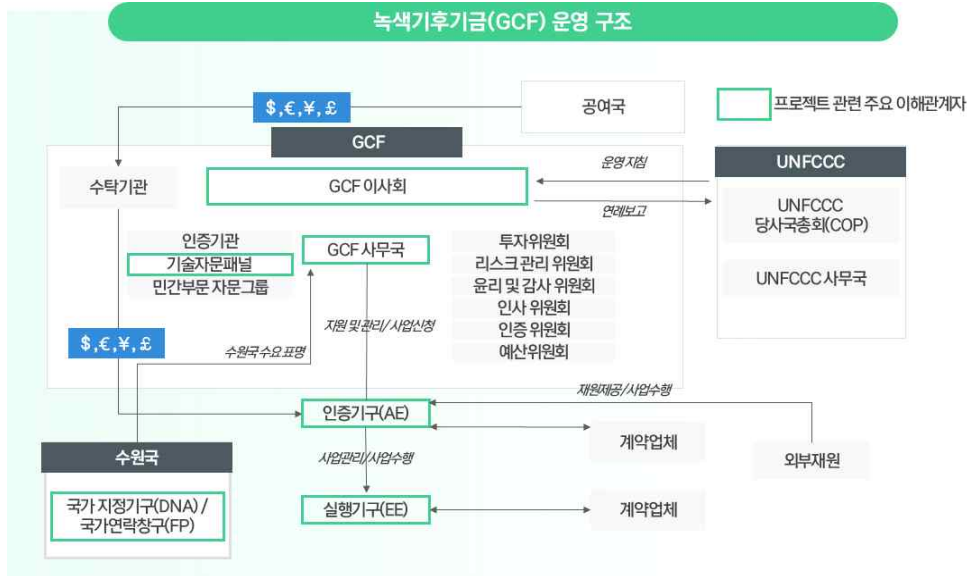 녹색기후기금(GCF) 운영 구조
$,€,¥,£
공여국
프로젝트 관련 주요 이해관계자
GCF
수탁기관
GCF 이사회
운영 지침
연례보고
UNFCCC
UNFCCC
당사국총회(COP)
UNFCCC 사무국
인증기관
기술자문패널
민간부문 자문그룹
GCF 사무국
투자위원회
리스크 관리 위원회
윤리 및 감사 위원회
인사 위원회
인증 위원회
예산위원회
지원 및 관리/사업신청
$,€,¥,£
수원국 수요 표명
재원제공/사업수행
인증기구(AE)
계약업체
외부재원
사업관리/사업수행
수원국
국가 지정기구(DNA) /
국가연락창구(FP)
실행기구(EE)
계약업체